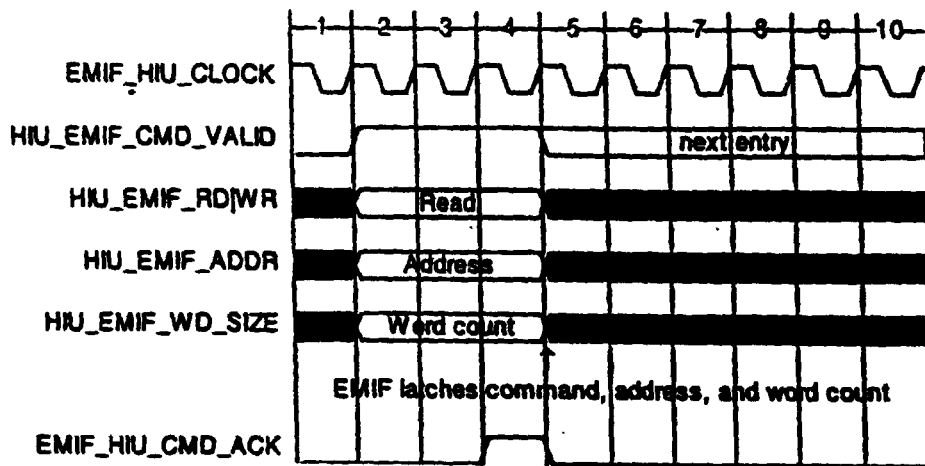 1 2 3 4 5 6 7 8 9 10
EMIF_HIU_CLOCK
HIU_EMIF_CMD_VALID
next entry
HIU_EMIF_RD|WR
Read
HIU_EMIF_ADDR
Address
HIU_EMIF_WD_SIZE
Word count
EMIF latches command, address, and word count
EMIF_HIU_CMD_ACK